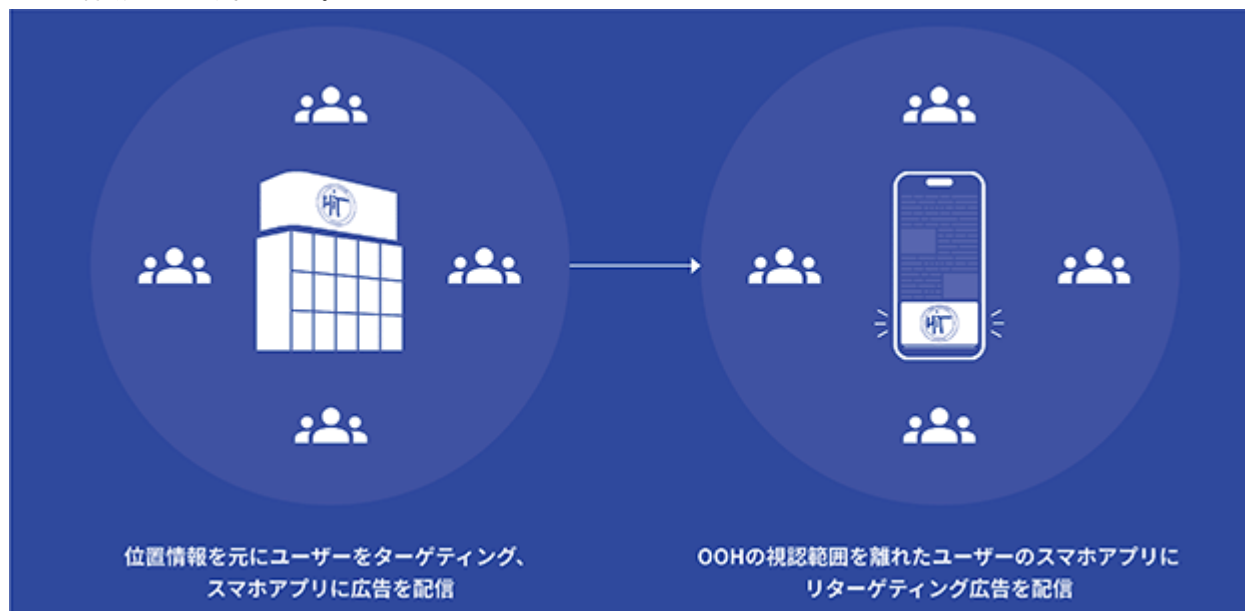 HIT
HIT
位置情報を元にユーザーをターゲティング、
スマホアプリに広告を配信
OOHの視認範囲を離れたユーザーのスマホアプリに
リターゲティング広告を配信